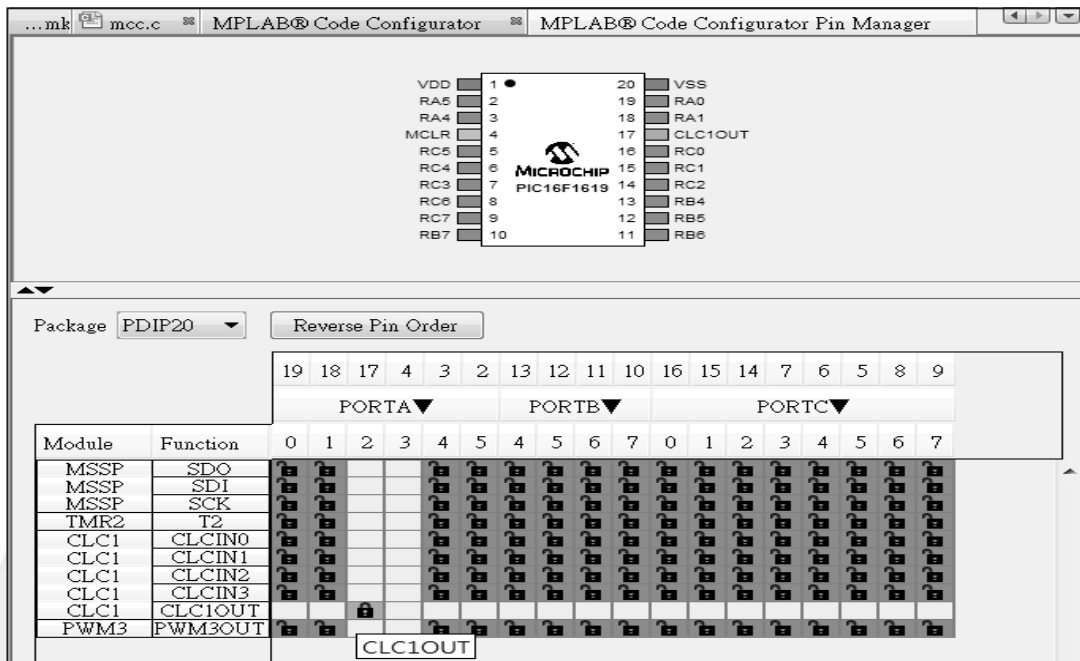 ...mk mcc.c MPLAB® Code Configurator MPLAB® Code Configurator Pin Manager
VDD 1 20 VSS
RA5 2 19 RA0
RA4 3 18 RA1
MCLR 4 17 CLC1OUT
RC5 5 16 RC0
RC4 6 MICROCHIP 15 RC1
RC3 7 PIC16F1619 14 RC2
RC6 8 13 RB4
RC7 9 12 RB5
RB7 10 11 RB6
Package PDIP20 Reverse Pin Order
19 18 17 4 3 2 13 12 11 10 16 15 14 7 6 5 8 9
PORTA▼ PORTB▼ PORTC▼
Module Function 0 1 2 3 4 5 4 5 6 7 0 1 2 3 4 5 6 7
MSSP SDO
MSSP SDI
MSSP SCK
TMR2 T2
CLC1 CLCIN0
CLC1 CLCIN1
CLC1 CLCIN2
CLC1 CLCIN3
CLC1 CLC1OUT
PWM3 PWM3OUT
CLC1OUT